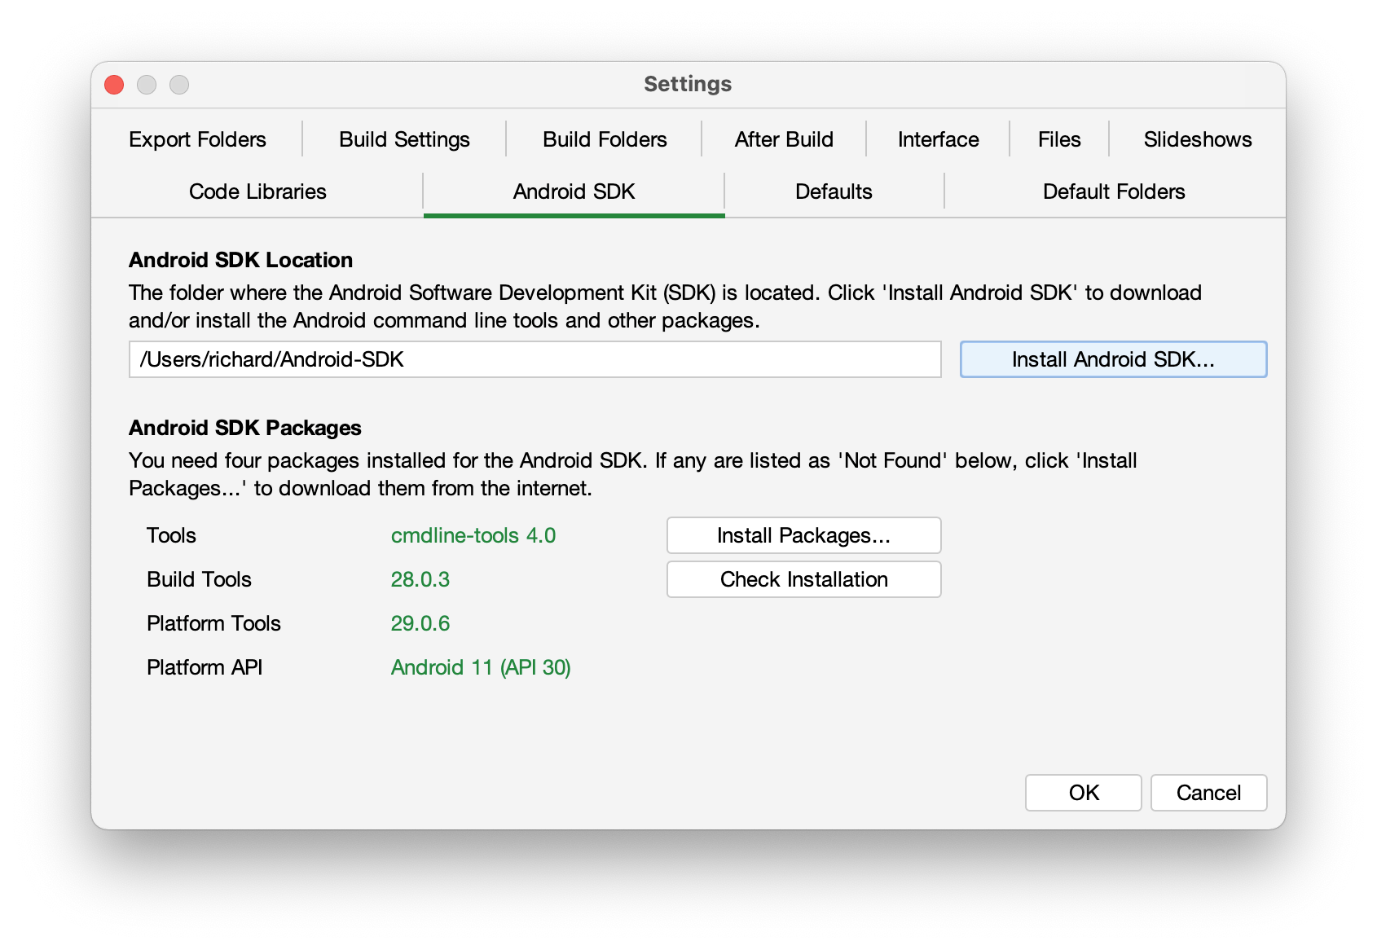 Settings
Export Folders
Build Settings
Build Folders
After Build
Interface
Files
Slideshows
Code Libraries
Android SDK
Defaults
Default Folders
Android SDK Location
The folder where the Android Software Development Kit (SDK) is located. Click 'Install Android SDK' to download
and/or install the Android command line tools and other packages.
/Users/richard/Android-SDK
Install Android SDK...
Android SDK Packages
You need four packages installed for the Android SDK. If any are listed as 'Not Found' below, click 'Install
Packages...' to download them from the internet.
Tools
cmdline-tools 4.0
Install Packages...
Build Tools
28.0.3
Check Installation
Platform Tools
29.0.6
Platform API
Android 11 (API 30)
OK
Cancel